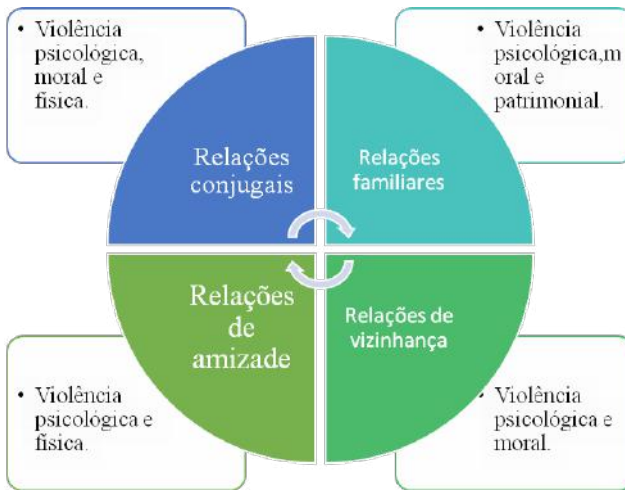 • Violência
psicológica,
moral e
física.
• Violência
psicológica,m
oral e
patrimonial.
Relações
conjugais
Relações
familiares
Relações
de
amizade
Relações de
vizinhança
• Violência
psicológica e
física.
• Violência
psicológica e
moral.